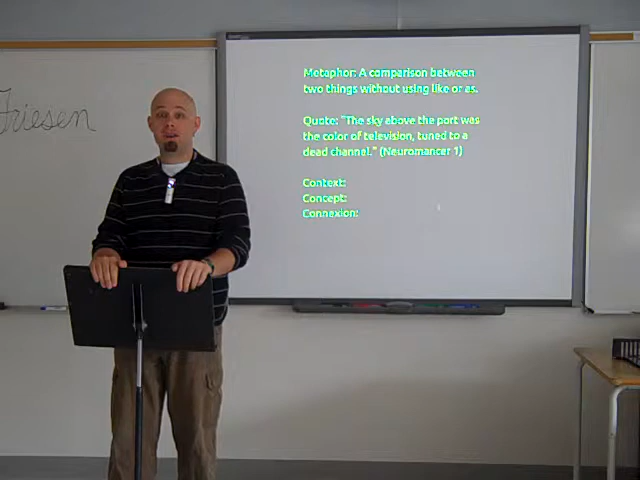 Friesen
Metaphor: A comparison between
two things without using like or as.
Quote: "The sky above the port was
the color of television, tuned to a
dead channel." (Neuromancer 1)
Context:
Concept:
Connexion: